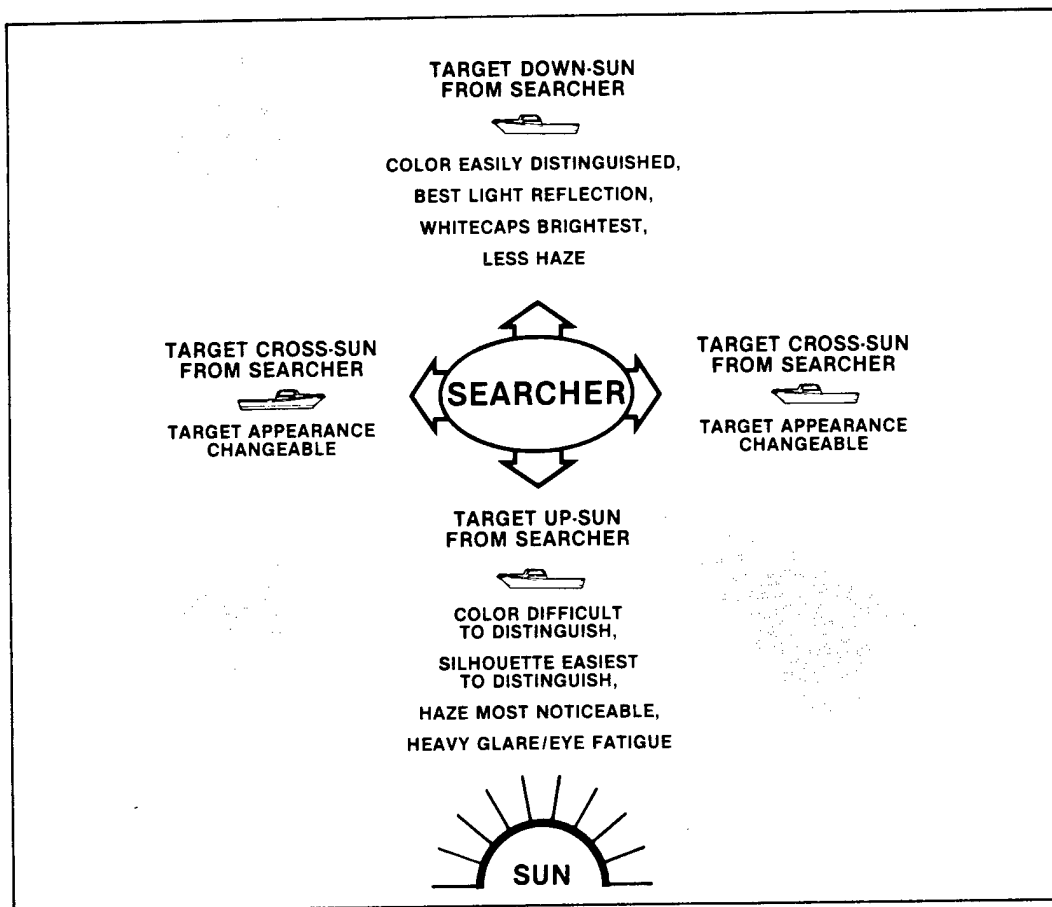 TARGET DOWN-SUN
FROM SEARCHER
COLOR EASILY DISTINGUISHED,
BEST LIGHT REFLECTION,
WHITECAPS BRIGHTEST,
LESS HAZE
TARGET CROSS-SUN
FROM SEARCHER
TARGET APPEARANCE
CHANGEABLE
SEARCHER
TARGET CROSS-SUN
FROM SEARCHER
TARGET APPEARANCE
CHANGEABLE
TARGET UP-SUN
FROM SEARCHER
COLOR DIFFICULT
TO DISTINGUISH,
SILHOUETTE EASIEST
TO DISTINGUISH,
HAZE MOST NOTICEABLE,
HEAVY GLARE/EYE FATIGUE
SUN